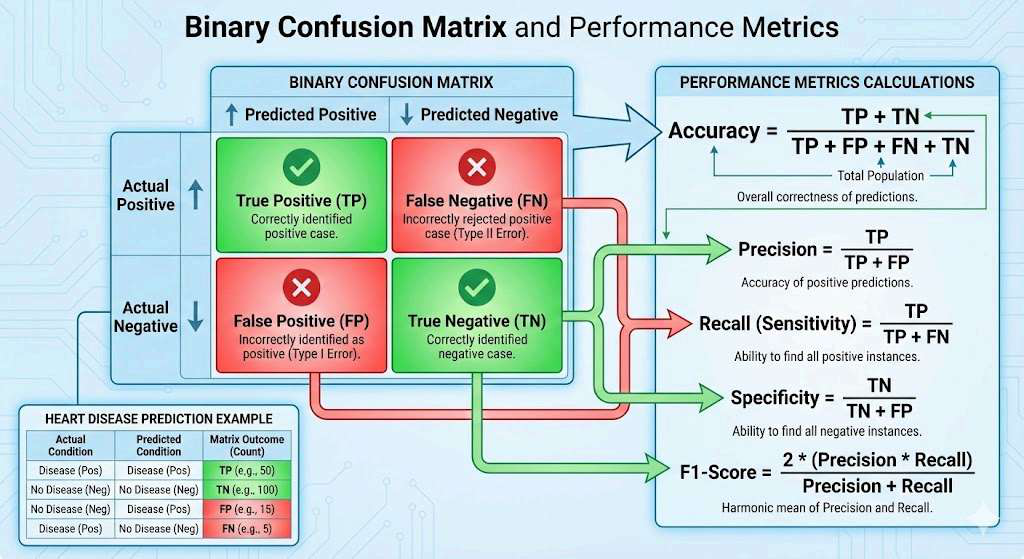 Binary Confusion Matrix and Performance Metrics
BINARY CONFUSION MATRIX
↑ Predicted Positive
↓ Predicted Negative
Actual
Positive ↑
True Positive (TP)
Correctly identified
positive case.
False Negative (FN)
Incorrectly rejected positive
case (Type II Error).
Actual
Negative ↓
False Positive (FP)
Incorrectly identified as
positive (Type I Error).
True Negative (TN)
Correctly identified
negative case.
PERFORMANCE METRICS CALCULATIONS
Accuracy = TP + TN
TP + FP + FN + TN
Total Population
Overall correctness of predictions.
Precision = TP
TP + FP
Accuracy of positive predictions.
Recall (Sensitivity) = TP
TP + FN
Ability to find all positive instances.
Specificity = TN
TN + FP
Ability to find all negative instances.
F1-Score = 2 * (Precision * Recall)
Precision + Recall
Harmonic mean of Precision and Recall.
HEART DISEASE PREDICTION EXAMPLE
Actual Condition | Predicted Condition | Matrix Outcome (Count)
Disease (Pos) | Disease (Pos) | TP (e.g., 50)
No Disease (Neg) | No Disease (Neg) | TN (e.g., 100)
No Disease (Neg) | Disease (Pos) | FP (e.g., 15)
Disease (Pos) | No Disease (Neg) | FN (e.g., 5)